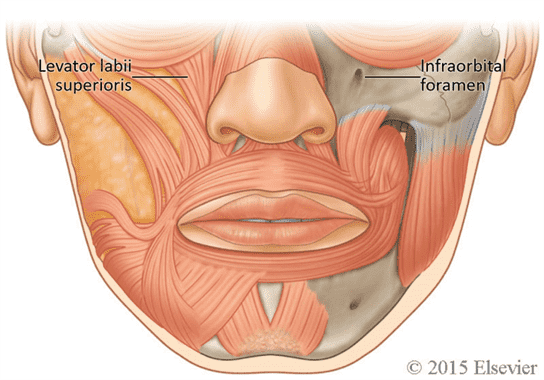 Levator labii
superioris
Infraorbital
foramen
© 2015 Elsevier